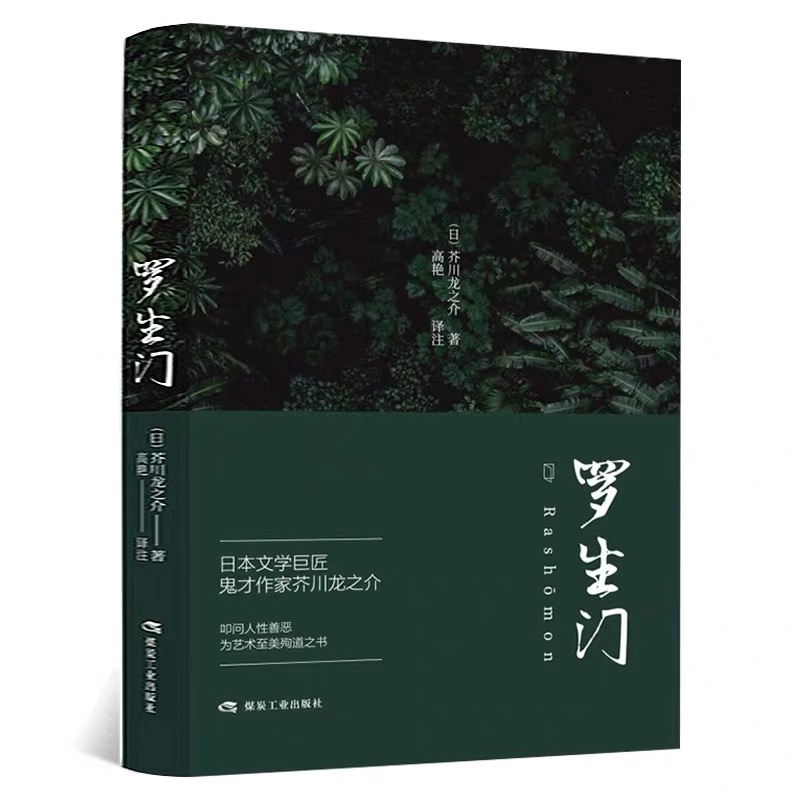 罗生门
(日)芥川龙之介 著
高艳 译注
煤炭工业出版社
(日)芥川龙之介 著
高艳 译注
罗生门
Rashōmon
日本文学巨匠
鬼才作家芥川龙之介
叩问人性善恶
为艺术至美殉道之书
煤炭工业出版社